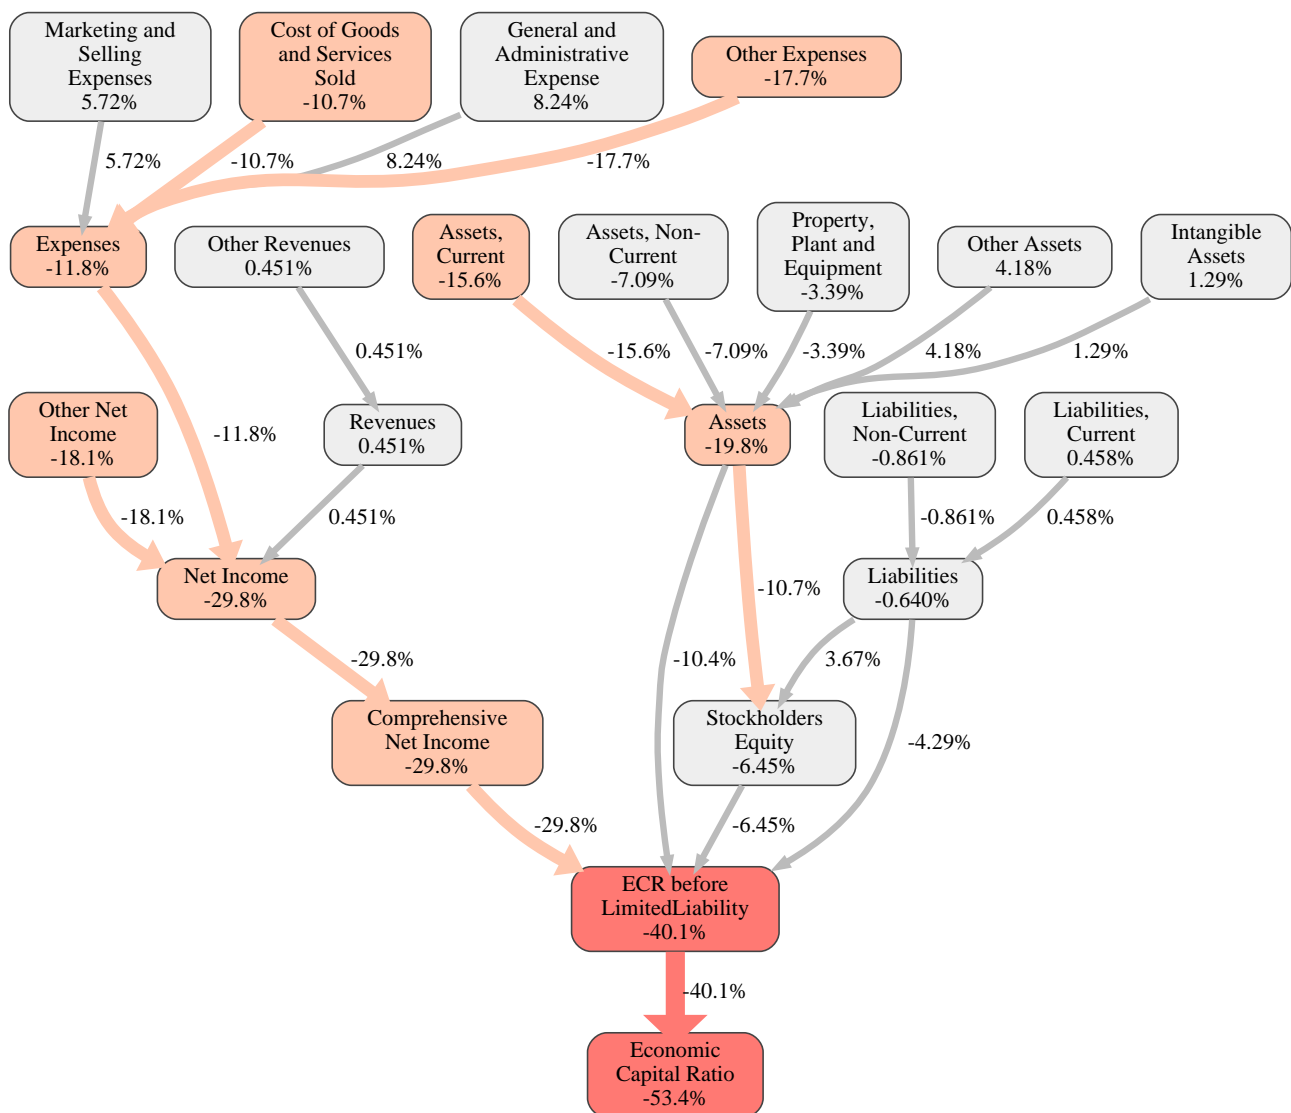 Marketing and
Selling
Expenses
5.72%
Cost of Goods
and Services
Sold
-10.7%
General and
Administrative
Expense
8.24%
Other Expenses
-17.7%
5.72%
-10.7%
8.24%
-17.7%
Expenses
-11.8%
Other Revenues
0.451%
Assets,
Current
-15.6%
Assets, Non-
Current
-7.09%
Property,
Plant and
Equipment
-3.39%
Other Assets
4.18%
Intangible
Assets
1.29%
0.451%
-15.6%
-7.09%
-3.39%
4.18%
1.29%
Other Net
Income
-18.1%
-11.8%
Revenues
0.451%
Assets
-19.8%
Liabilities,
Non-Current
-0.861%
Liabilities,
Current
0.458%
-18.1%
0.451%
-0.861%
0.458%
Net Income
-29.8%
-10.7%
Liabilities
-0.640%
-29.8%
-10.4%
3.67%
Comprehensive
Net Income
-29.8%
Stockholders
Equity
-6.45%
-4.29%
-29.8%
-6.45%
ECR before
LimitedLiability
-40.1%
-40.1%
Economic
Capital Ratio
-53.4%